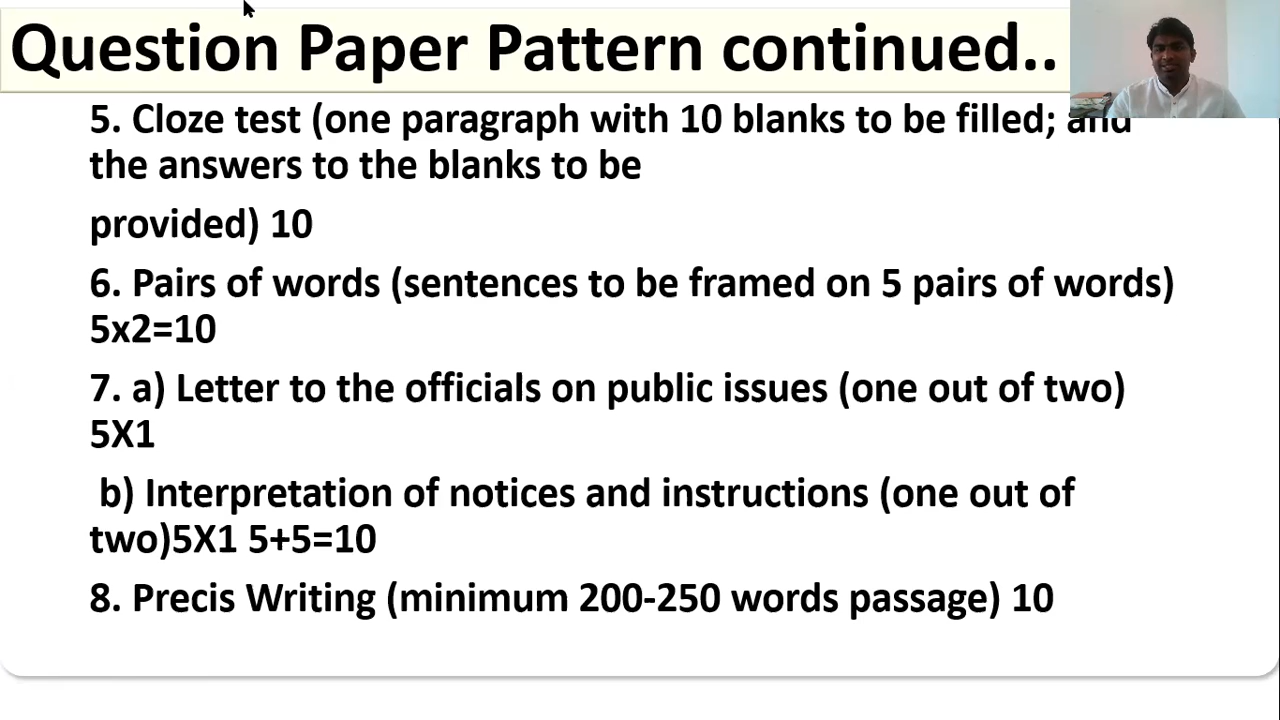 Question Paper Pattern continued..
5. Cloze test (one paragraph with 10 blanks to be filled; and
the answers to the blanks to be
provided) 10
6. Pairs of words (sentences to be framed on 5 pairs of words)
5x2=10
7. a) Letter to the officials on public issues (one out of two)
5X1
b) Interpretation of notices and instructions (one out of
two)5X1 5+5=10
8. Precis Writing (minimum 200-250 words passage) 10